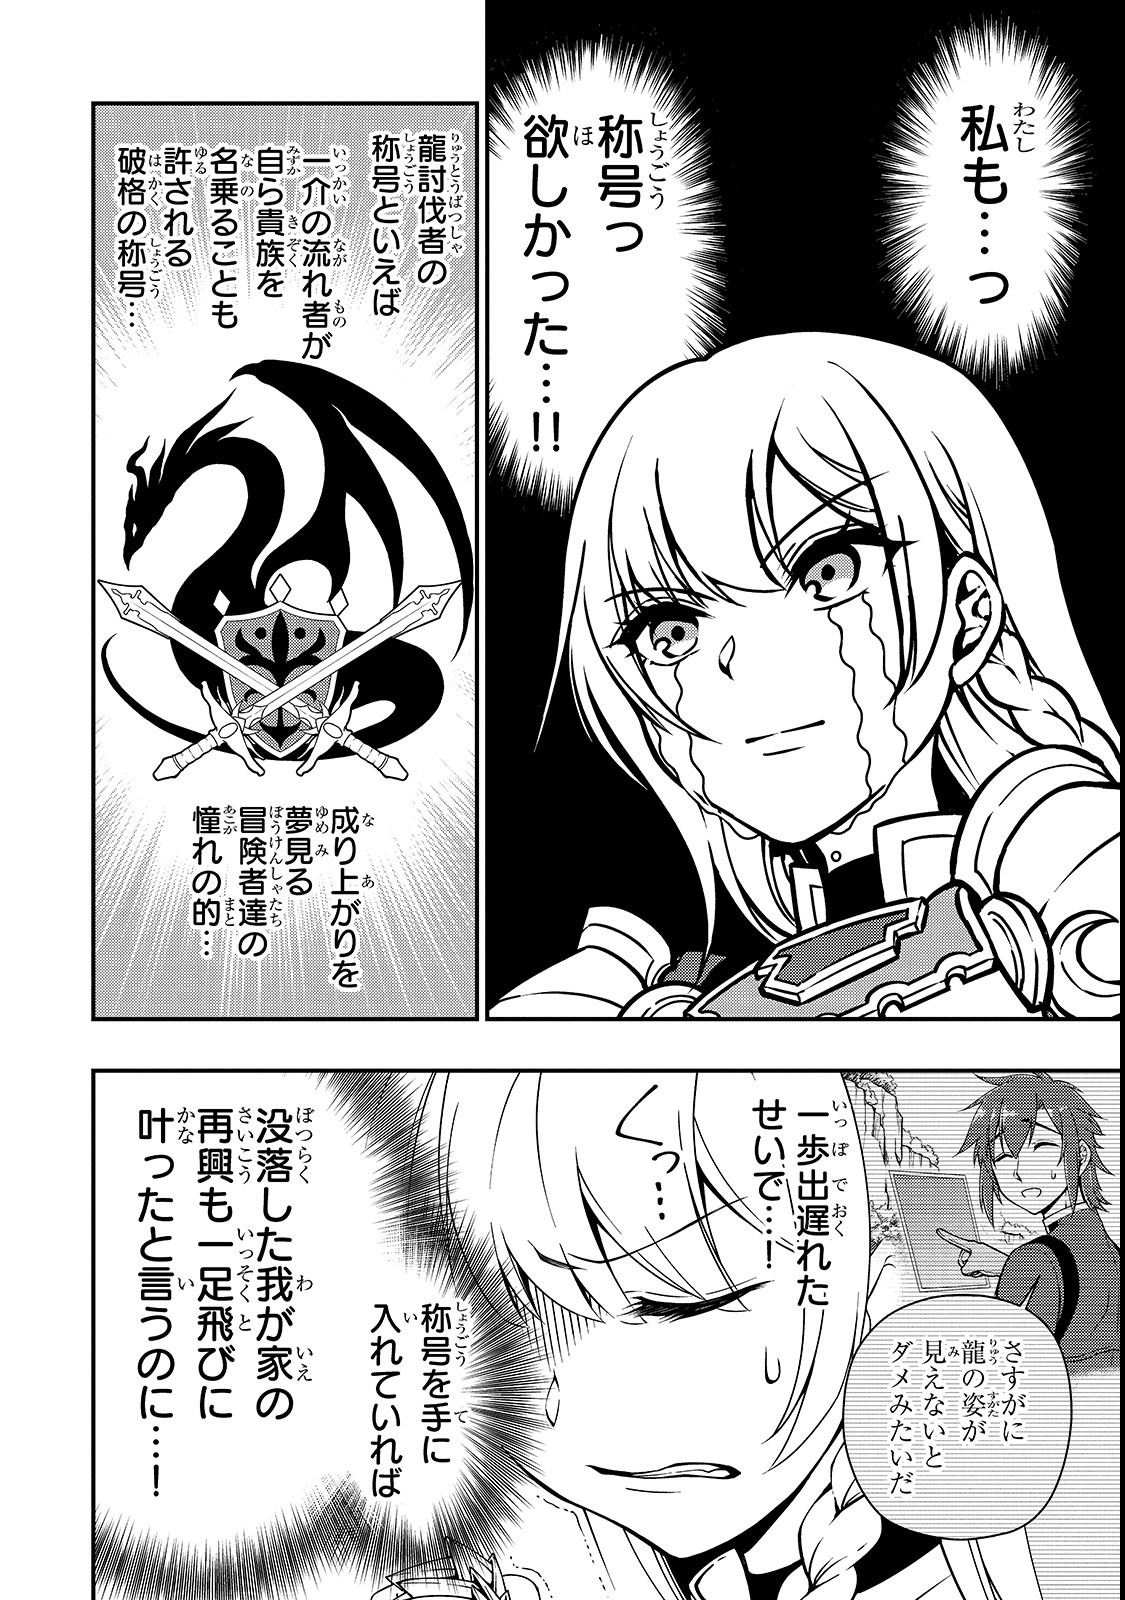 私も…っ
称号っ
欲しかった…!!
龍討伐者の
称号といえば
一介の流れ者が
自ら貴族を
名乗ることも
許される
破格の称号…
成り上がりを
夢見る
冒険者達の
憧れの的…
さすがに
龍の姿が
見えないと
ダメみたいだ
一歩出遅れた
せいで…!
くっ…
称号を手に
入れていれば
没落した我が家の
再興も一足飛びに
叶ったと言うのに…!